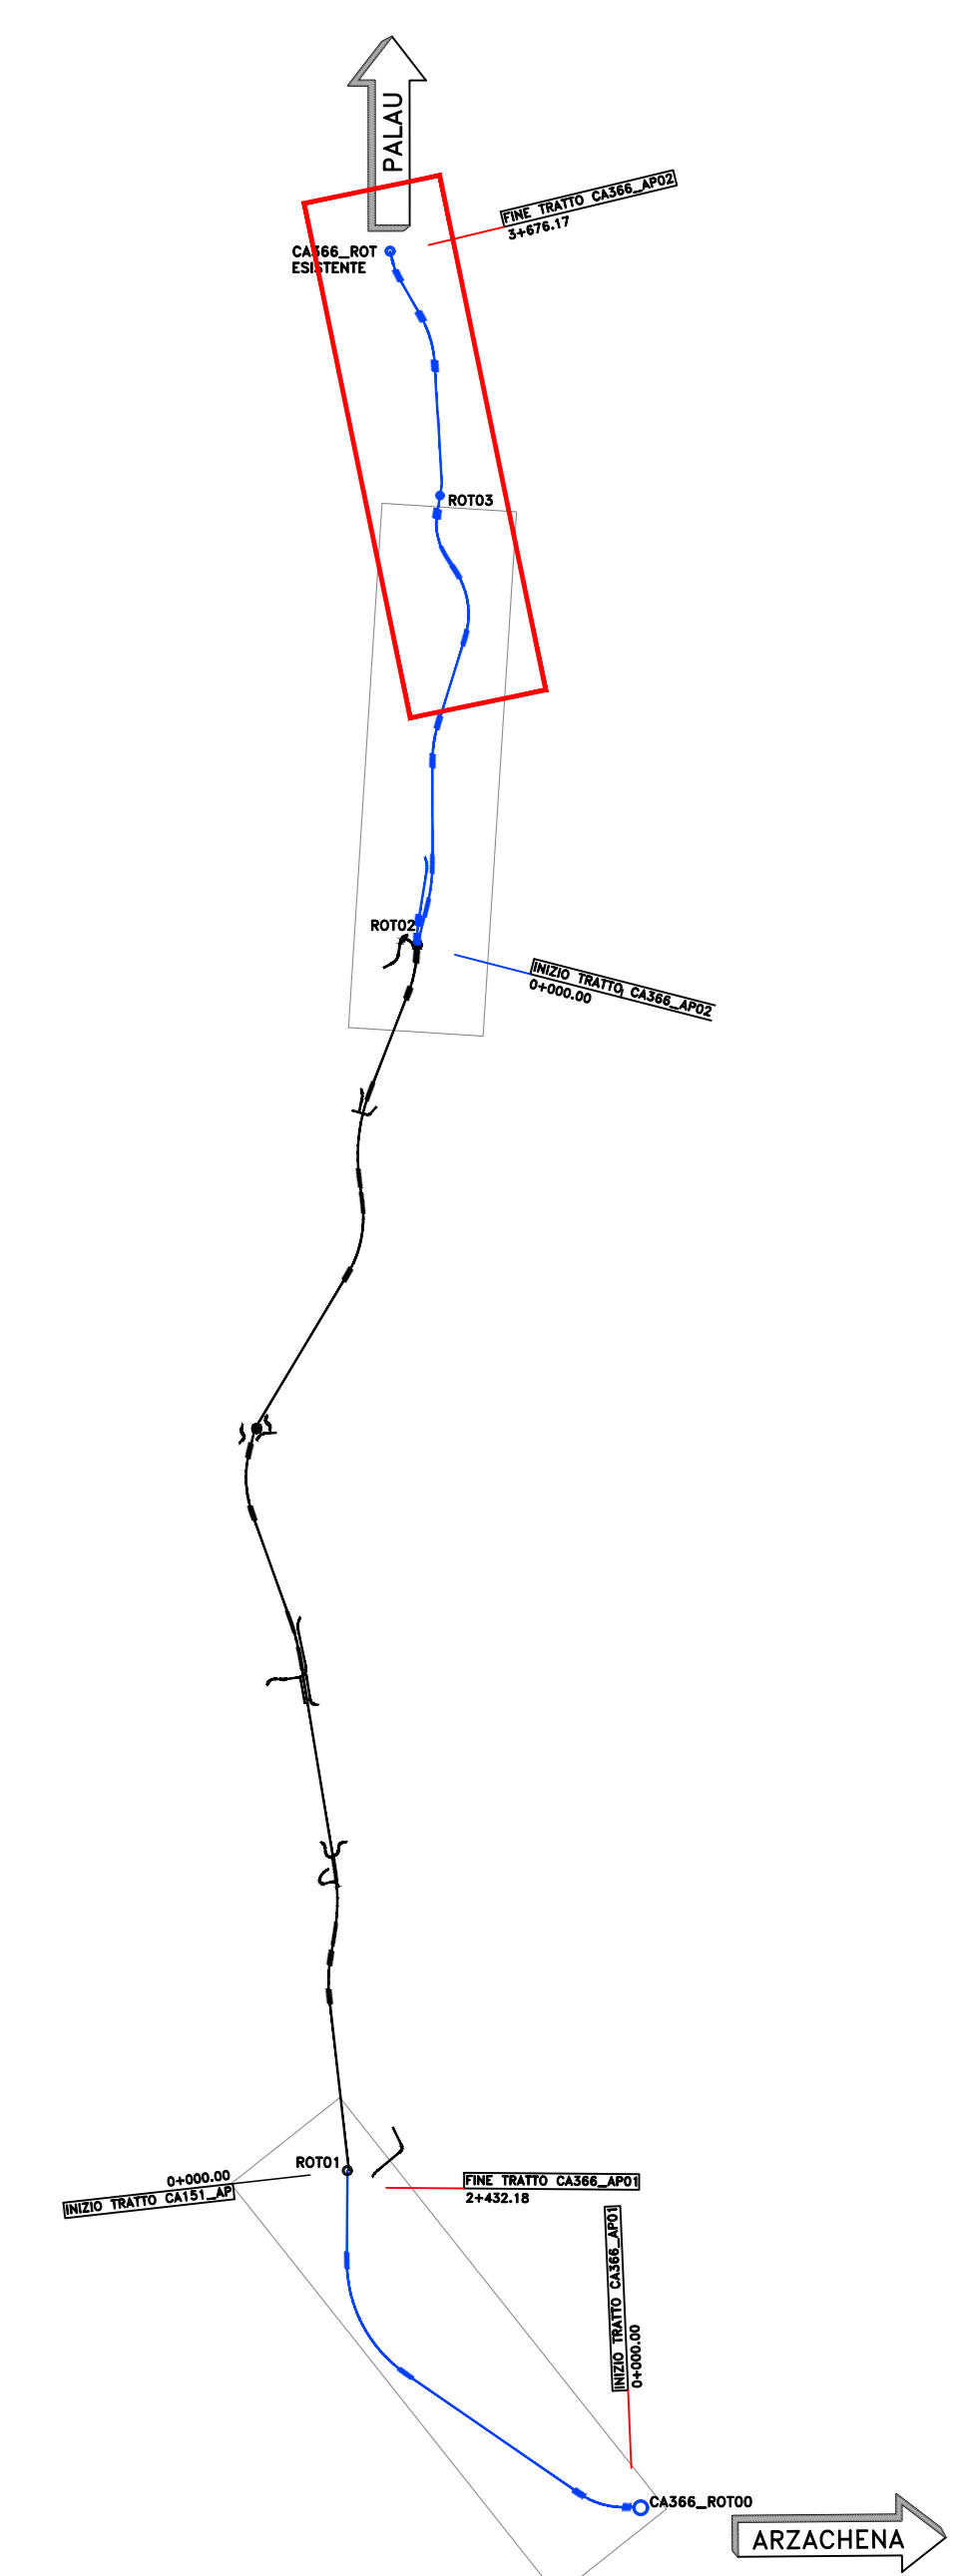 PALAU
FINE TRATTO CA366_AP02
3+676.17
CA366_ROT
ESISTENTE
ROT03
ROT02
INIZIO TRATTO CA366_AP02
0+000.00
ROT01
0+000.00
INIZIO TRATTO CA151_AP
FINE TRATTO CA366_AP01
2+432.18
INIZIO TRATTO CA366_AP01
0+000.00
CA366_ROT00
ARZACHENA